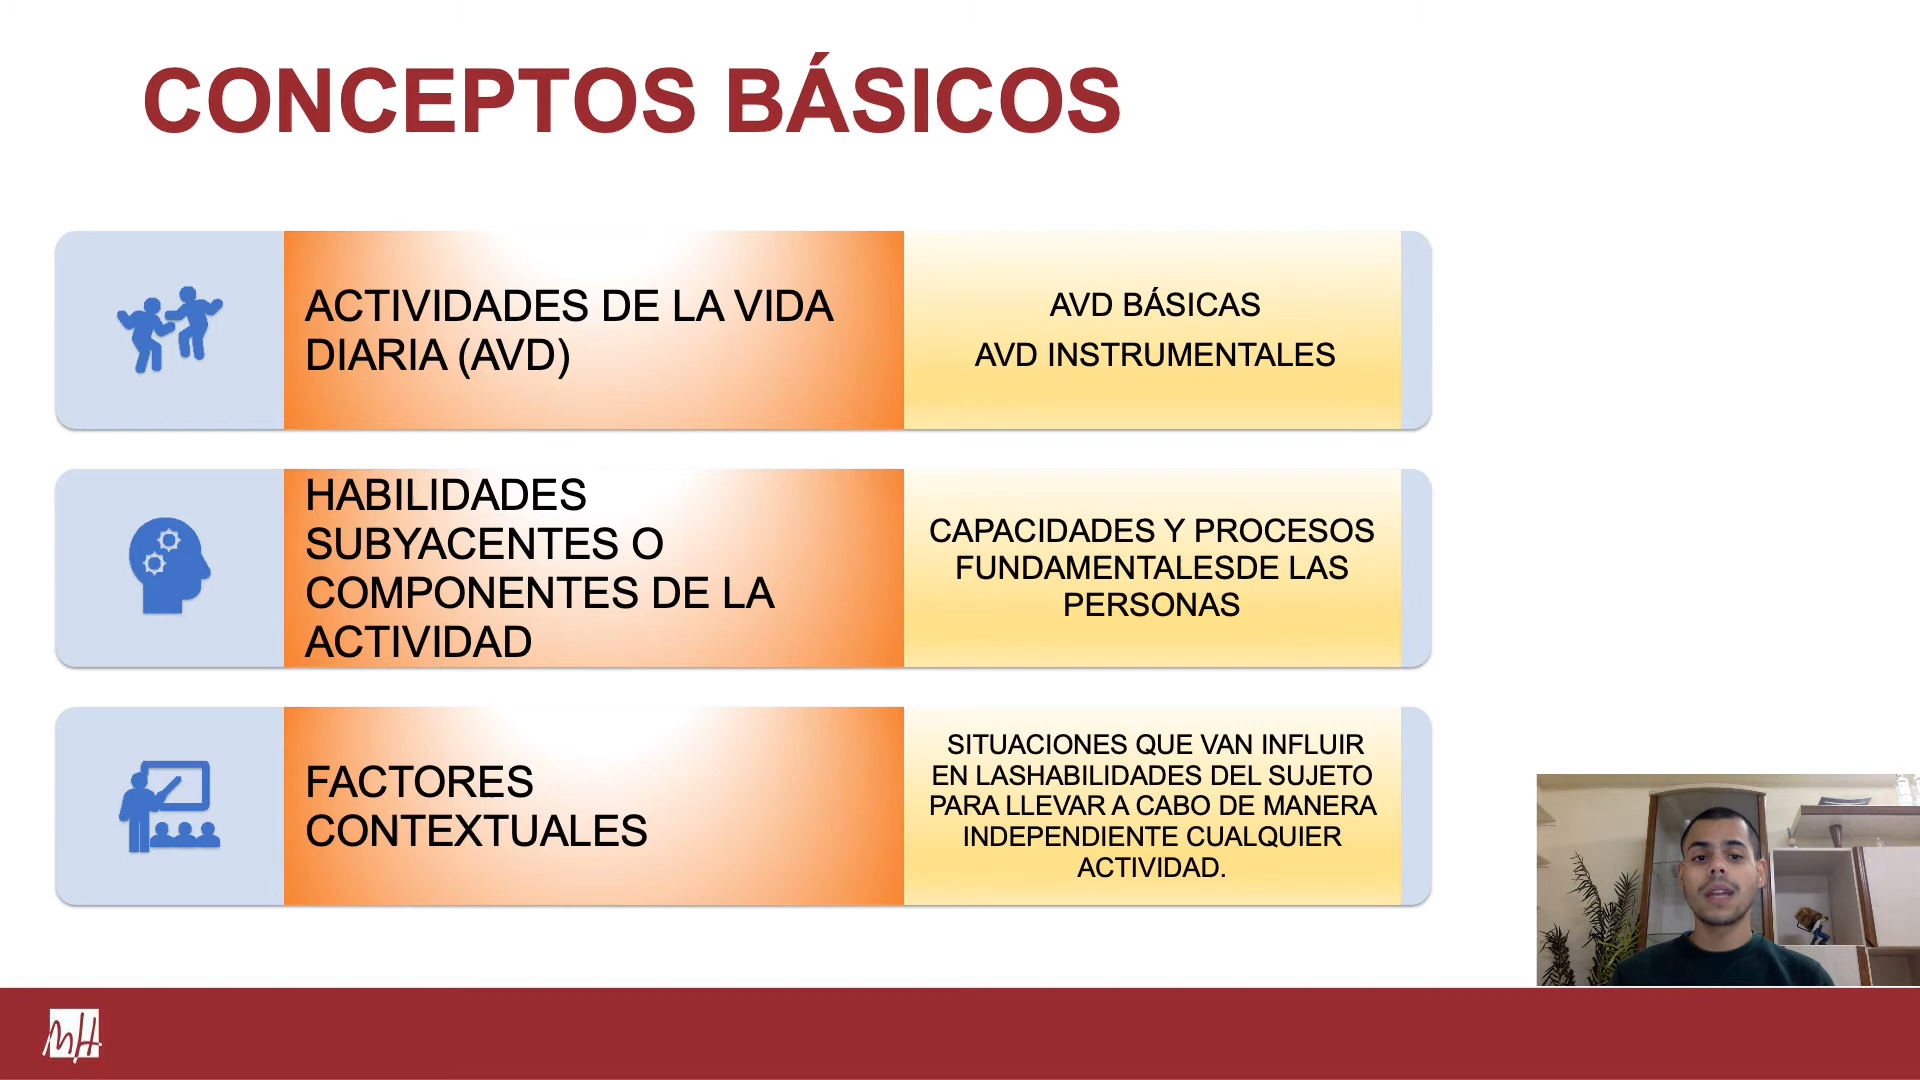 CONCEPTOS BÁSICOS
ACTIVIDADES DE LA VIDA
DIARIA (AVD)
AVD BÁSICAS
AVD INSTRUMENTALES
HABILIDADES
SUBYACENTES O
COMPONENTES DE LA
ACTIVIDAD
CAPACIDADES Y PROCESOS
FUNDAMENTALESDE LAS
PERSONAS
FACTORES
CONTEXTUALES
SITUACIONES QUE VAN INFLUIR
EN LASHABILIDADES DEL SUJETO
PARA LLEVAR A CABO DE MANERA
INDEPENDIENTE CUALQUIER
ACTIVIDAD.
MH